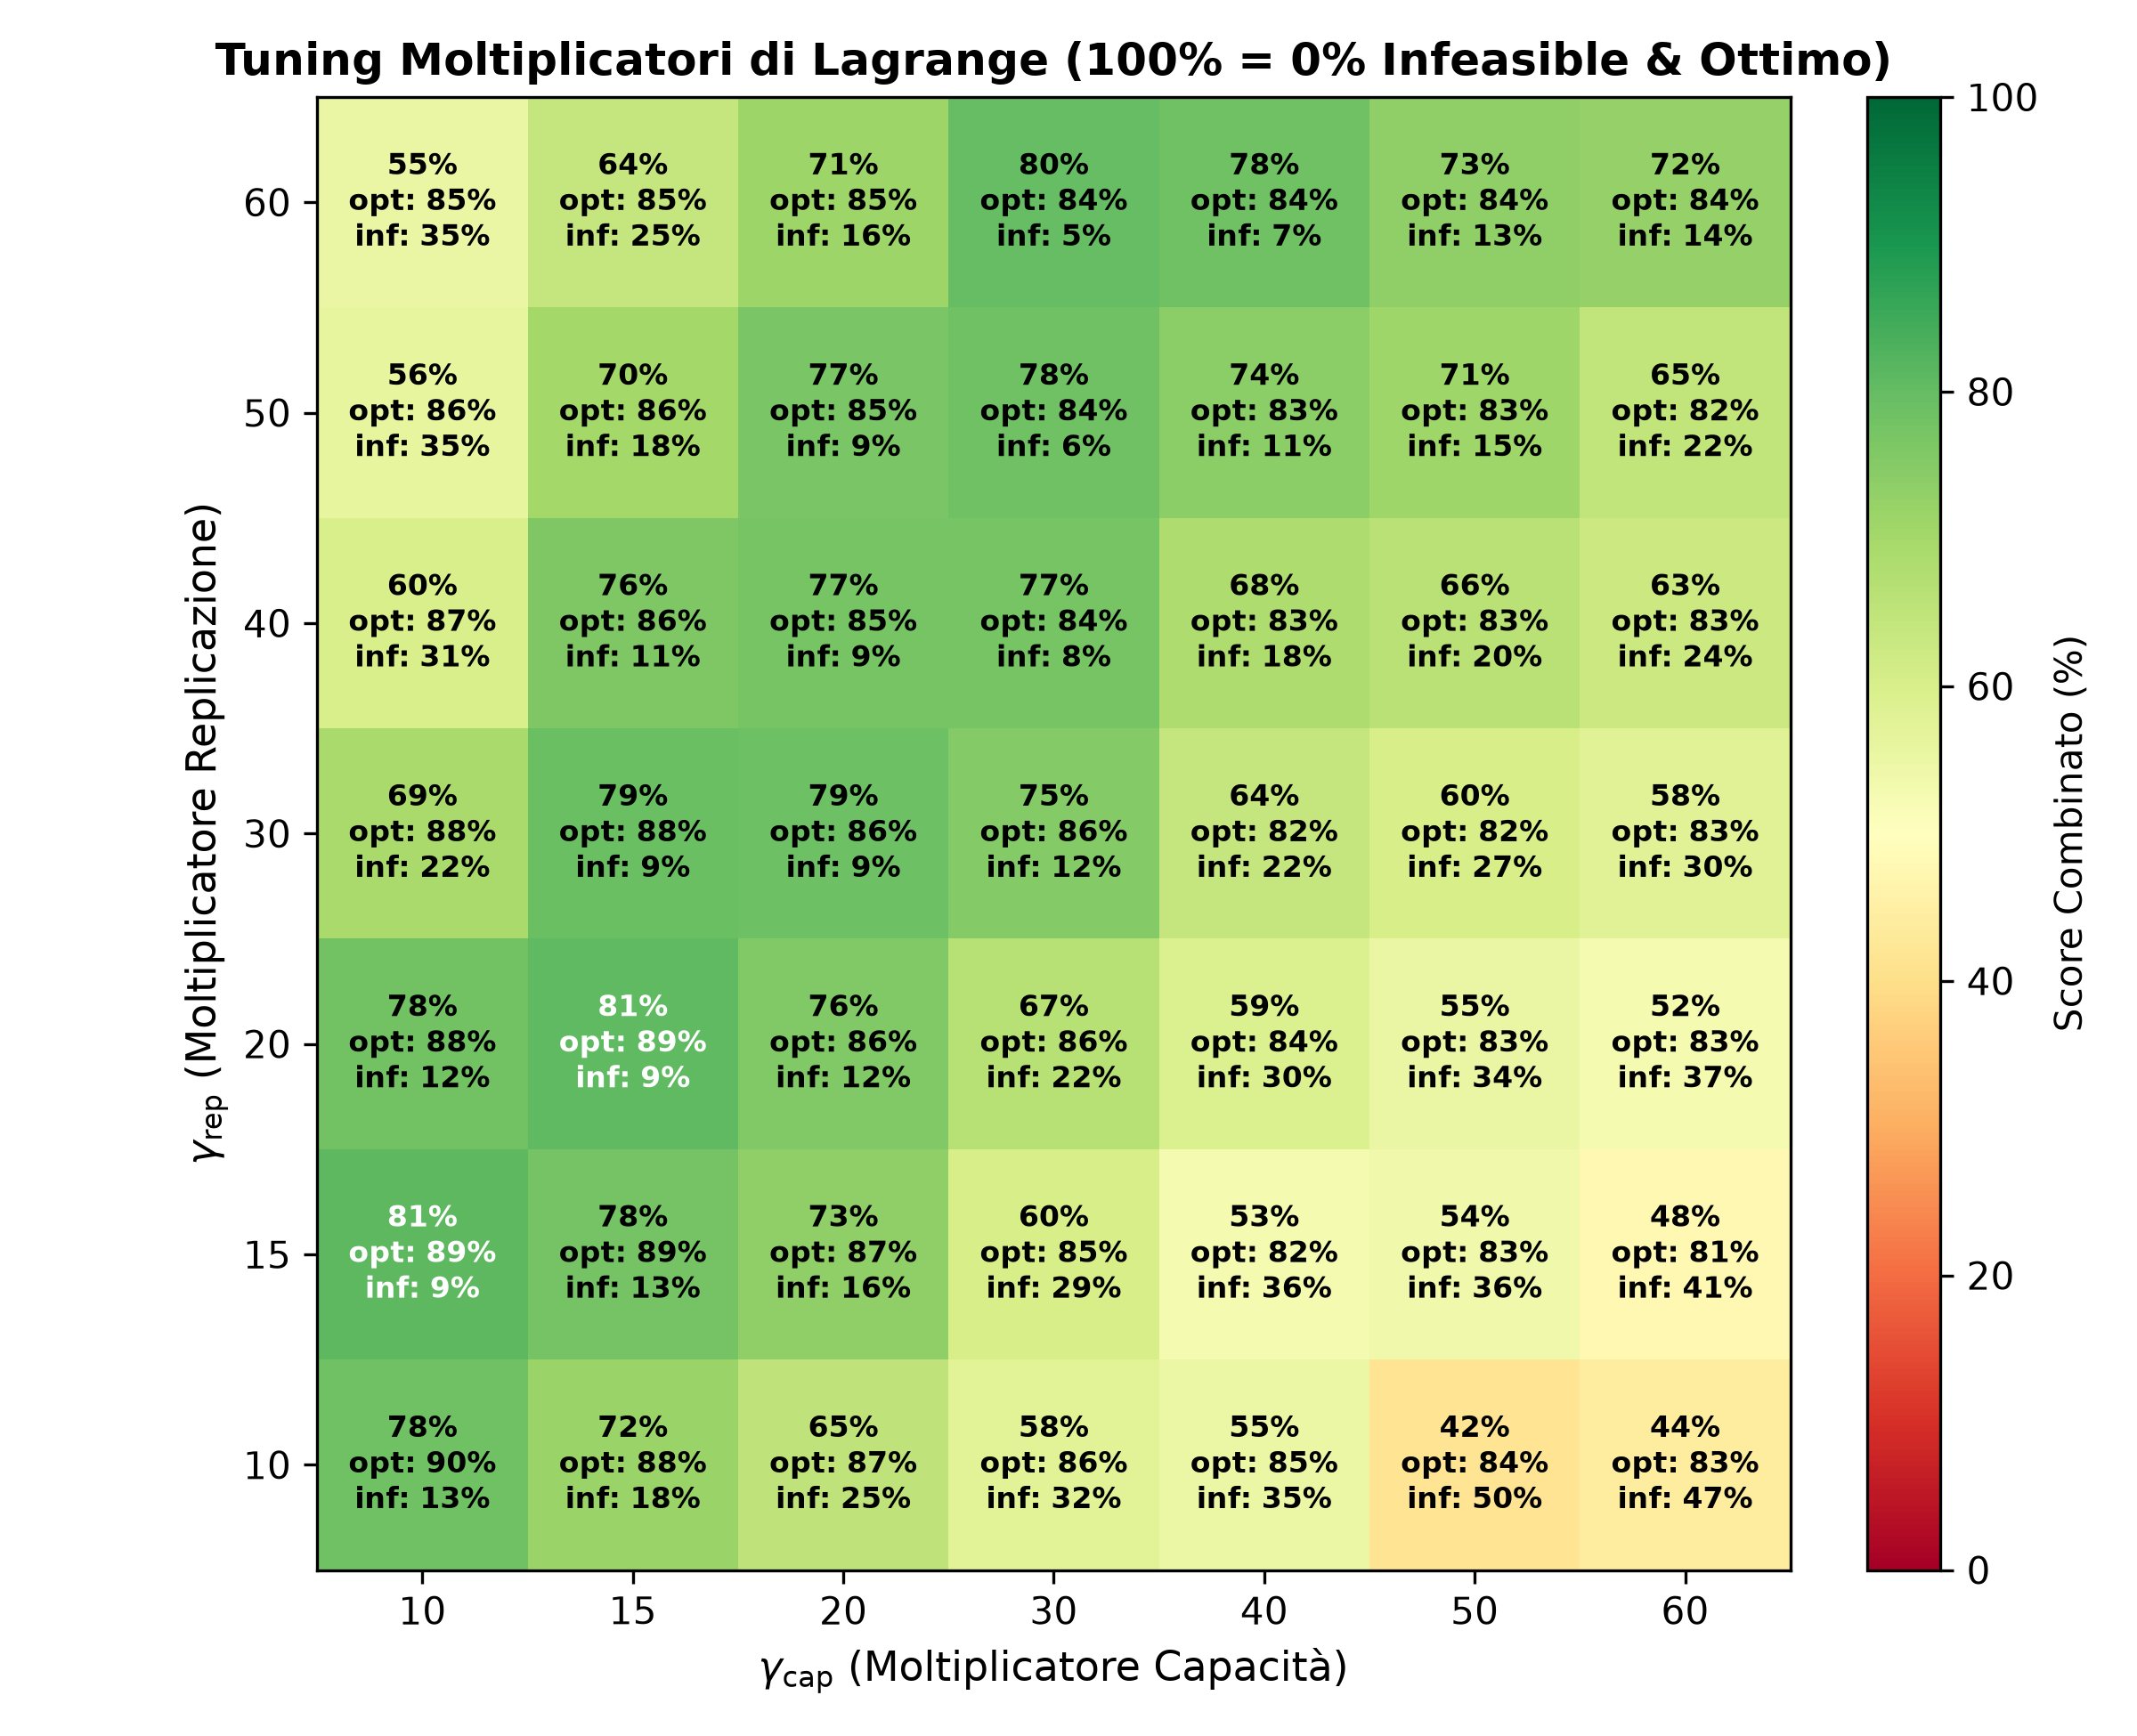 Tuning Moltiplicatori di Lagrange (100% = 0% Infeasible & Ottimo)
γrep (Moltiplicatore Replicazione)
60
55% 64% 71% 80% 78% 73% 72%
opt: 85% opt: 85% opt: 85% opt: 84% opt: 84% opt: 84% opt: 84%
inf: 35% inf: 25% inf: 16% inf: 5% inf: 7% inf: 13% inf: 14%
50
56% 70% 77% 78% 74% 71% 65%
opt: 86% opt: 86% opt: 85% opt: 84% opt: 83% opt: 83% opt: 82%
inf: 35% inf: 18% inf: 9% inf: 6% inf: 11% inf: 15% inf: 22%
40
60% 76% 77% 77% 68% 66% 63%
opt: 87% opt: 86% opt: 85% opt: 84% opt: 83% opt: 83% opt: 83%
inf: 31% inf: 11% inf: 9% inf: 8% inf: 18% inf: 20% inf: 24%
30
69% 79% 79% 75% 64% 60% 58%
opt: 88% opt: 88% opt: 86% opt: 86% opt: 82% opt: 82% opt: 83%
inf: 22% inf: 9% inf: 9% inf: 12% inf: 22% inf: 27% inf: 30%
20
78% 81% 76% 67% 59% 55% 52%
opt: 88% opt: 89% opt: 86% opt: 86% opt: 84% opt: 83% opt: 83%
inf: 12% inf: 9% inf: 12% inf: 22% inf: 30% inf: 34% inf: 37%
15
81% 78% 73% 60% 53% 54% 48%
opt: 89% opt: 89% opt: 87% opt: 85% opt: 82% opt: 83% opt: 81%
inf: 9% inf: 13% inf: 16% inf: 29% inf: 36% inf: 36% inf: 41%
10
78% 72% 65% 58% 55% 42% 44%
opt: 90% opt: 88% opt: 87% opt: 86% opt: 85% opt: 84% opt: 83%
inf: 13% inf: 18% inf: 25% inf: 32% inf: 35% inf: 50% inf: 47%
10 15 20 30 40 50 60
γcap (Moltiplicatore Capacità)
100
80
60
40
20
0
Score Combinato (%)